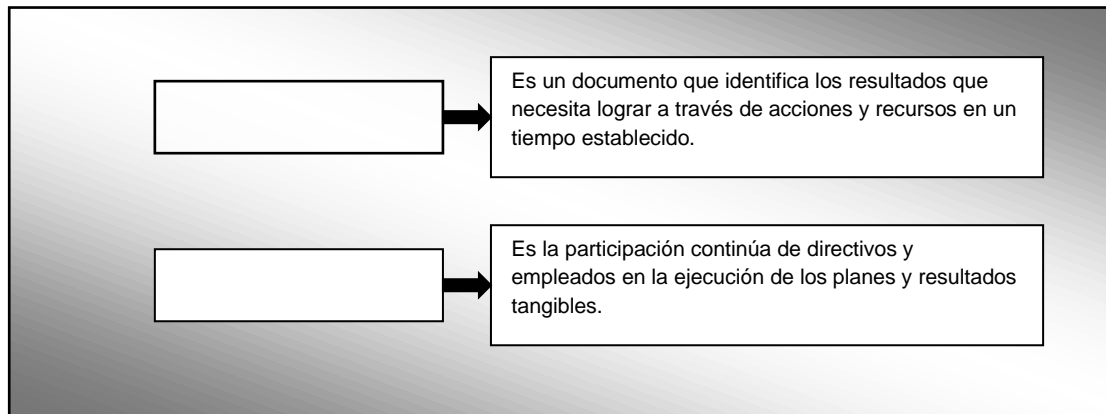 Es un documento que identifica los resultados que
necesita lograr a través de acciones y recursos en un
tiempo establecido.
Es la participación continúa de directivos y
empleados en la ejecución de los planes y resultados
tangibles.